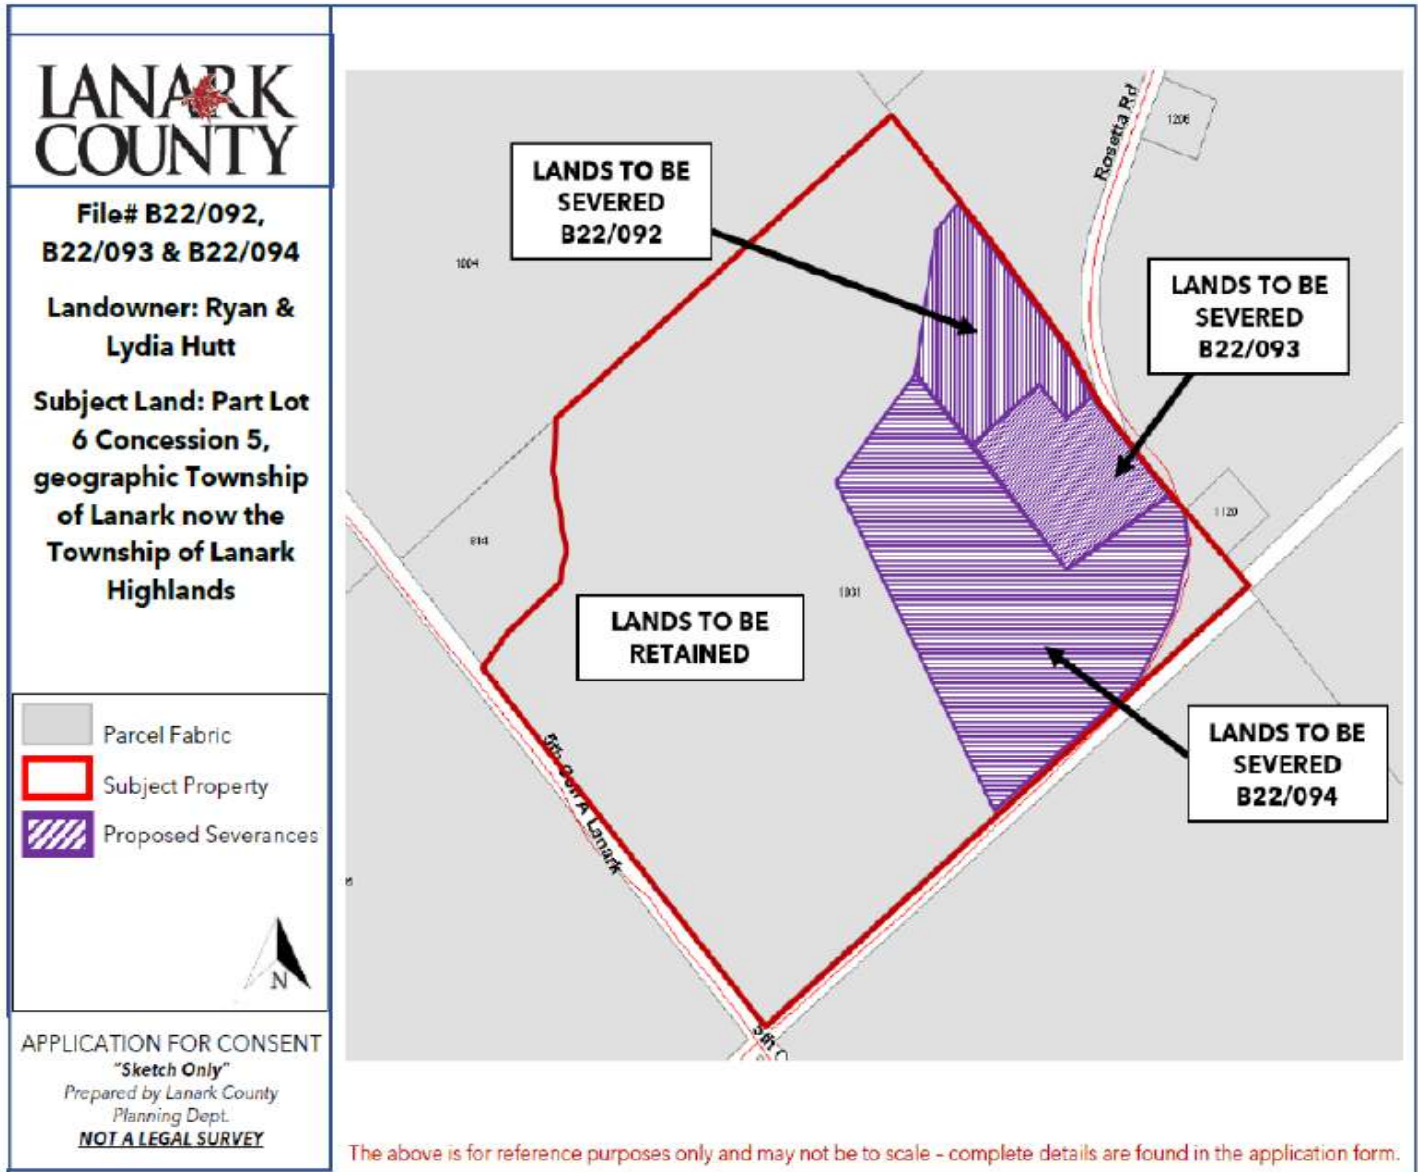 LANARK
COUNTY
File# B22/092,
B22/093 & B22/094
Landowner: Ryan &
Lydia Hutt
Subject Land: Part Lot
6 Concession 5,
geographic Township
of Lanark now the
Township of Lanark
Highlands
Parcel Fabric
Subject Property
Proposed Severances
N
APPLICATION FOR CONSENT
"Sketch Only"
Prepared by Lanark County
Planning Dept.
NOT A LEGAL SURVEY
Rosetta Rd
1206
LANDS TO BE
SEVERED
B22/092
1004
LANDS TO BE
SEVERED
B22/093
1120
814
1031
LANDS TO BE
RETAINED
LANDS TO BE
SEVERED
B22/094
5th Con A Lanark
The above is for reference purposes only and may not be to scale – complete details are found in the application form.